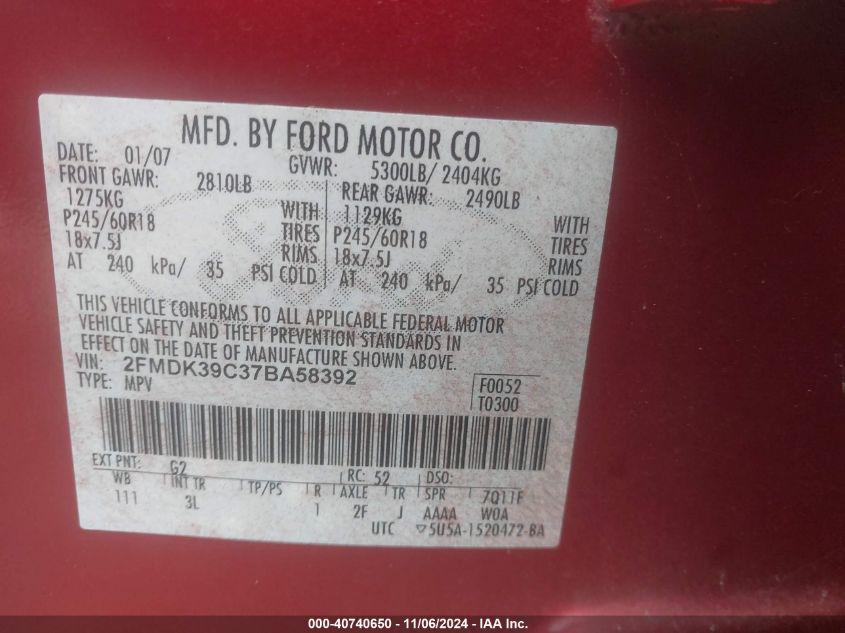 MFD. BY FORD MOTOR CO.
DATE: 01/07 GVWR: 5300LB/ 2404KG
FRONT GAWR: 2810LB REAR GAWR: 2490LB
1275KG WITH 1129KG WITH
P245/60R18 TIRES P245/60R18 TIRES
18x7.5J RIMS 18x7.5J RIMS
AT 240 kPa/ 35 PSI COLD AT 240 kPa/ 35 PSI COLD
THIS VEHICLE CONFORMS TO ALL APPLICABLE FEDERAL MOTOR
VEHICLE SAFETY AND THEFT PREVENTION STANDARDS IN
EFFECT ON THE DATE OF MANUFACTURE SHOWN ABOVE.
VIN: 2FMDK39C37BA58392
TYPE: MPV
F0052
T0300
EXT PNT: G2 RC: 52 DSO:
WB INT TR TP/PS R AXLE TR SPR 7Q11F
111 3L 1 2F J AAAA W0A
UTC ▽5U5A-1520472-BA
000-40740650 - 11/06/2024 - IAA Inc.